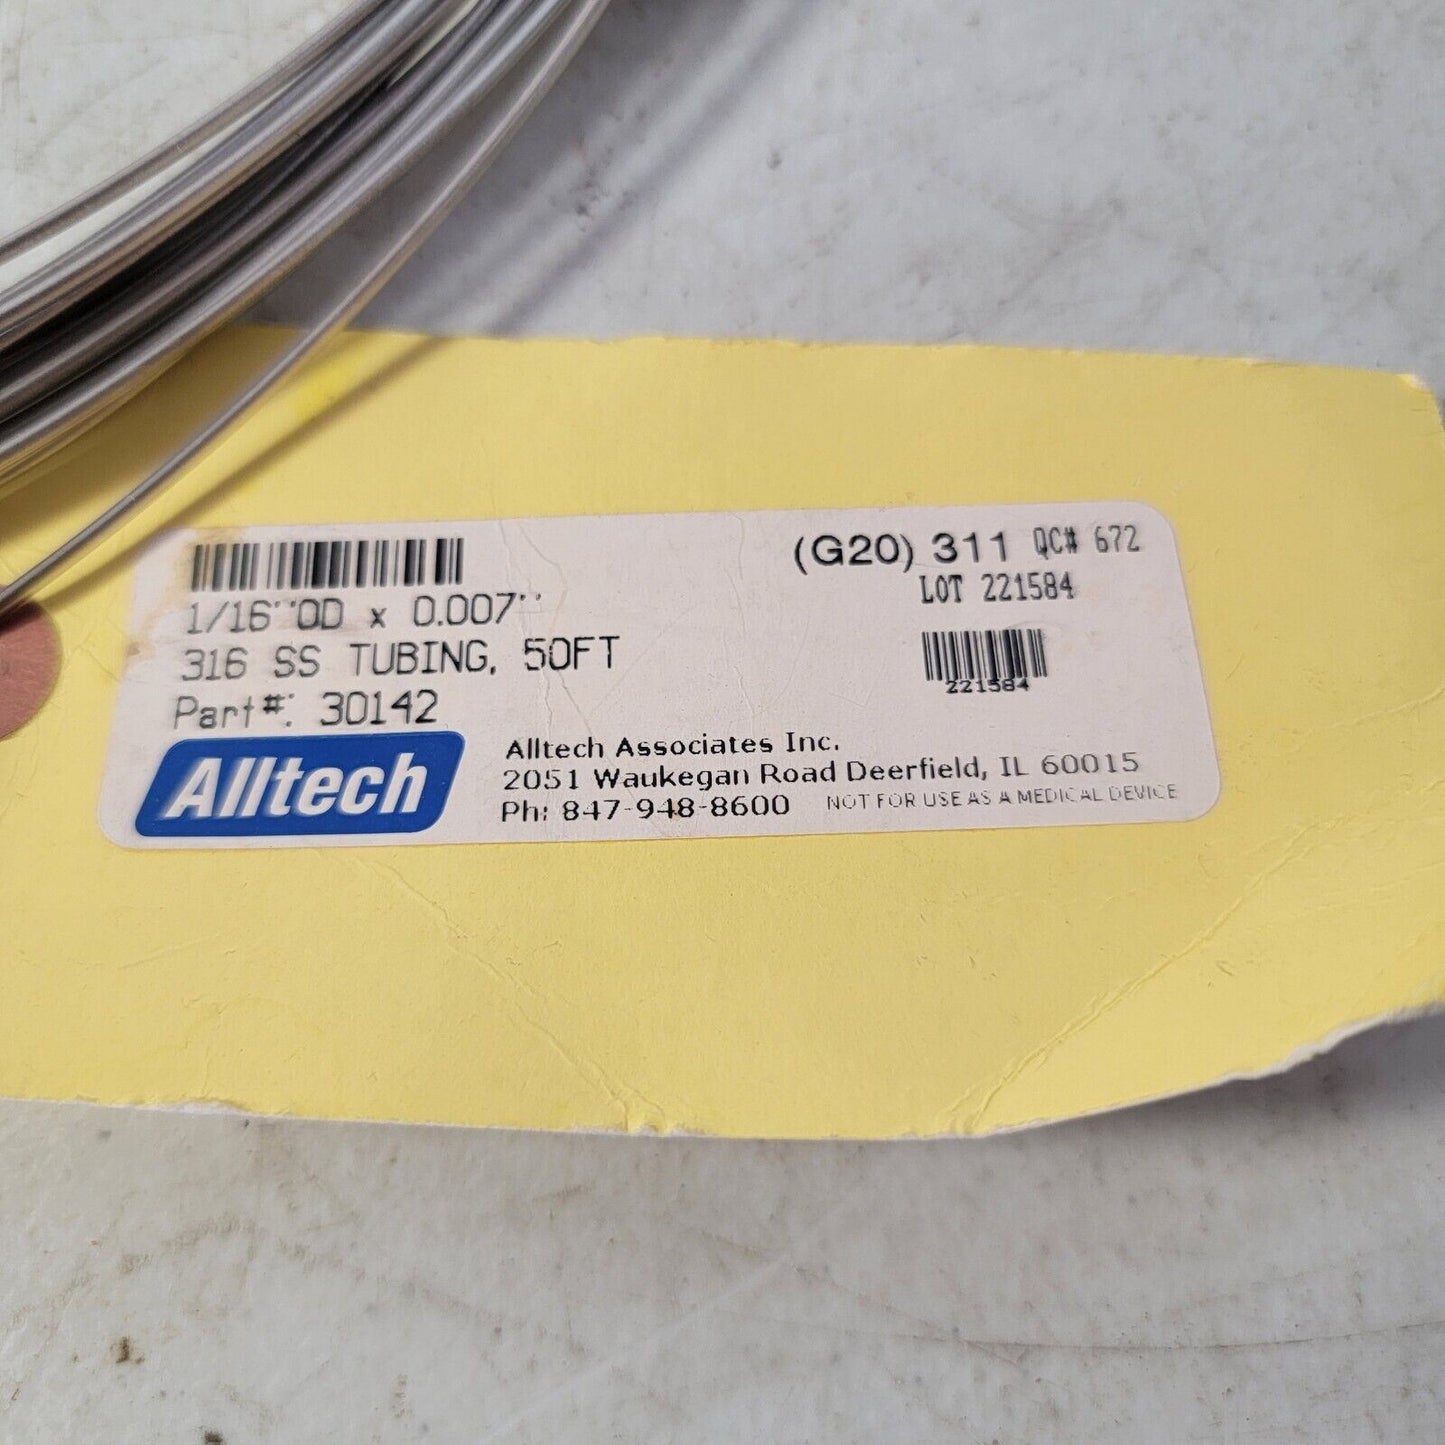 (G20) 311 QC# 672
LOT 221584
1/16''OD x 0.007''
316 SS TUBING, 50FT
Part#: 30142
221584
Alltech
Alltech Associates Inc.
2051 Waukegan Road Deerfield, IL 60015
Ph: 847-948-8600 NOT FOR USE AS A MEDICAL DEVICE